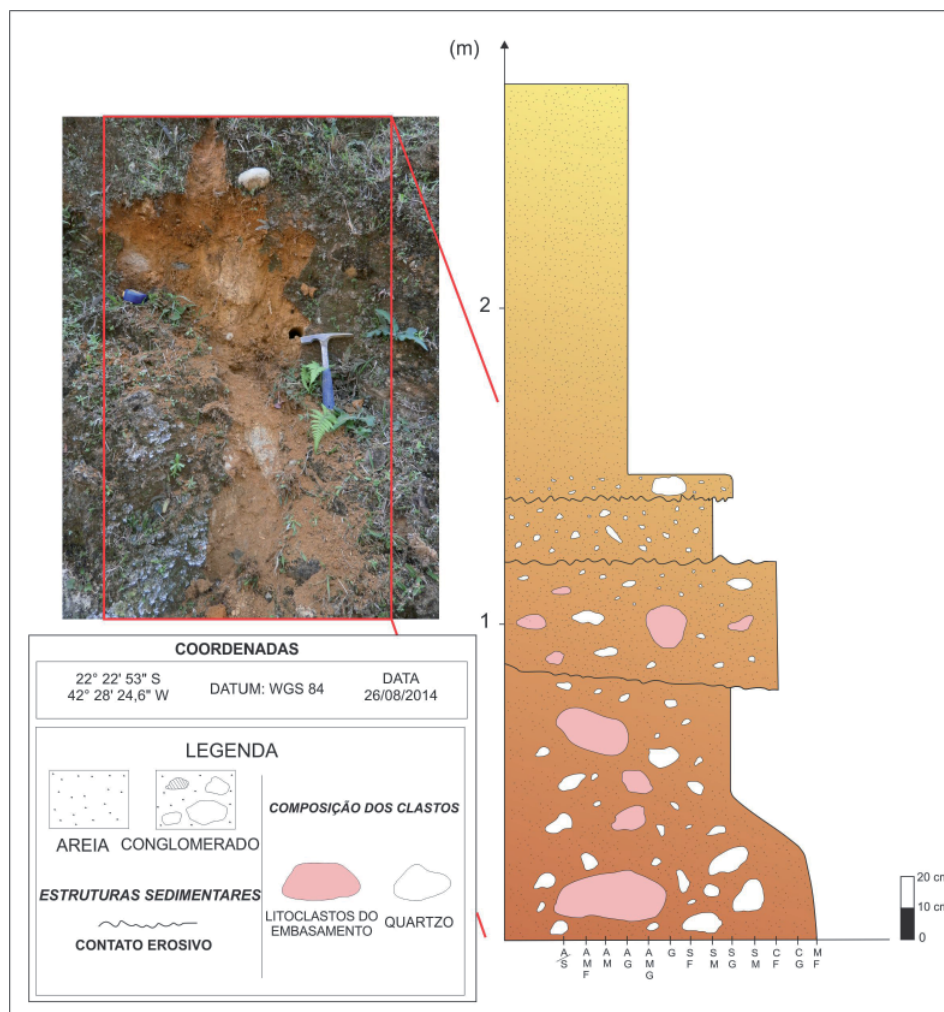 (m)
2
1
COORDENADAS
22° 22' 53" S
42° 28' 24,6" W
DATUM: WGS 84
DATA
26/08/2014
LEGENDA
AREIA
CONGLOMERADO
ESTRUTURAS SEDIMENTARES
CONTATO EROSIVO
COMPOSIÇÃO DOS CLASTOS
LITOCLASTOS DO
EMBASAMENTO
QUARTZO
20 cm
10 cm
0
A S
A M F
A M
A G
A M G
G
S F
S M
S G
S M
C F
C G
M F